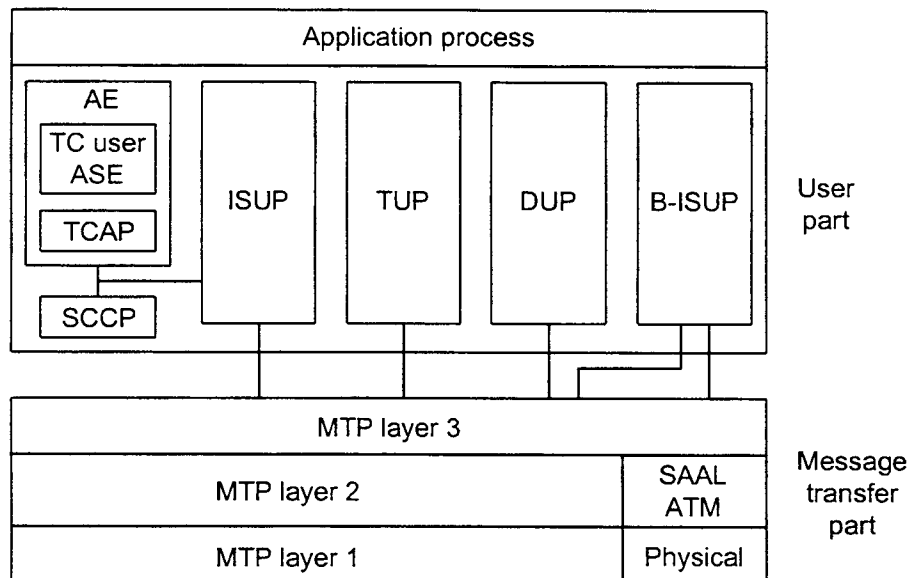 Application process
AE
TC user
ASE
TCAP
SCCP
ISUP
TUP
DUP
B-ISUP
User
part
MTP layer 3
MTP layer 2
SAAL
ATM
MTP layer 1
Physical
Message
transfer
part